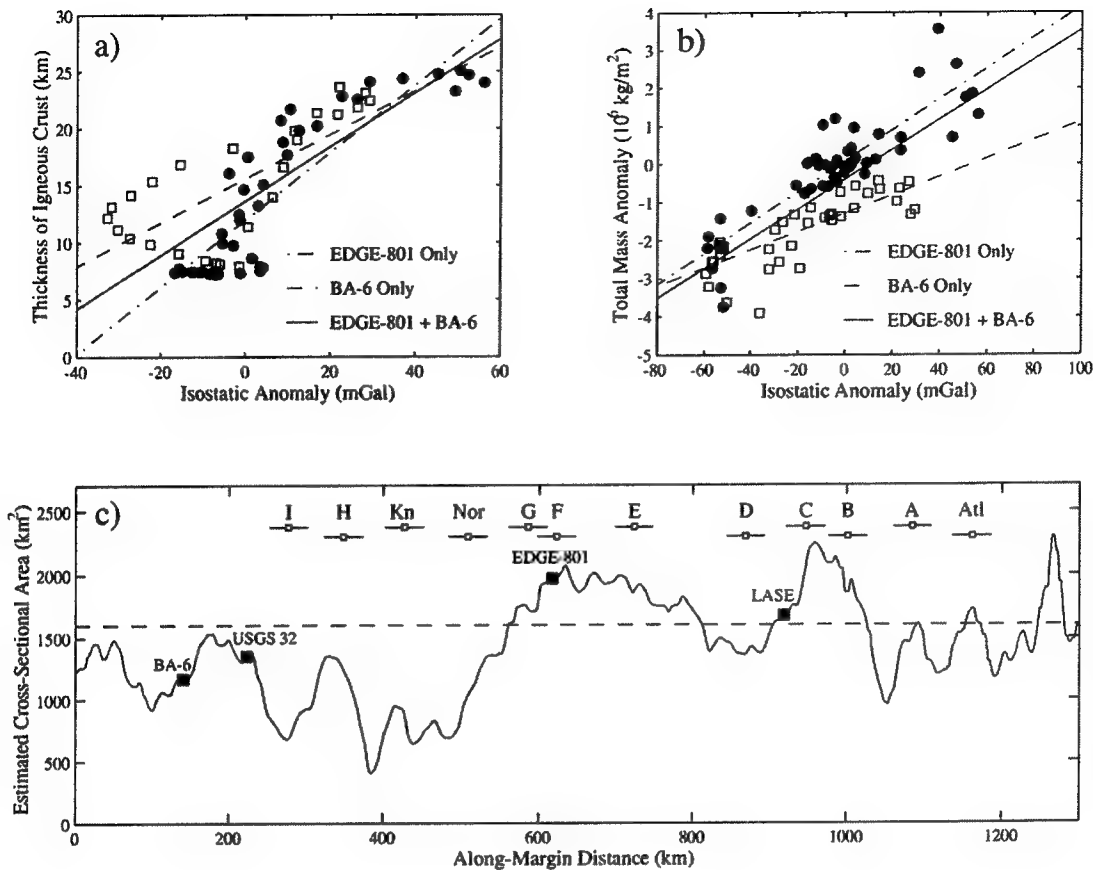 a)
Thickness of Igneous Crust (km)
30
25
20
15
10
5
0
-40
-20
0
20
40
60
Isostatic Anomaly (mGal)
EDGE-801 Only
BA-6 Only
EDGE-801 + BA-6
b)
Total Mass Anomaly (10⁶ kg/m²)
4
3
2
1
0
-1
-2
-3
-4
-5
-80
-60
-40
-20
0
20
40
60
80
100
Isostatic Anomaly (mGal)
EDGE-801 Only
BA-6 Only
EDGE-801 + BA-6
c)
Estimated Cross-Sectional Area (km²)
2500
2000
1500
1000
500
0
I H Kn Nor G F E D C B A Atl
EDGE-801
LASE
USGS 32
BA-6
0
200
400
600
800
1000
1200
Along-Margin Distance (km)